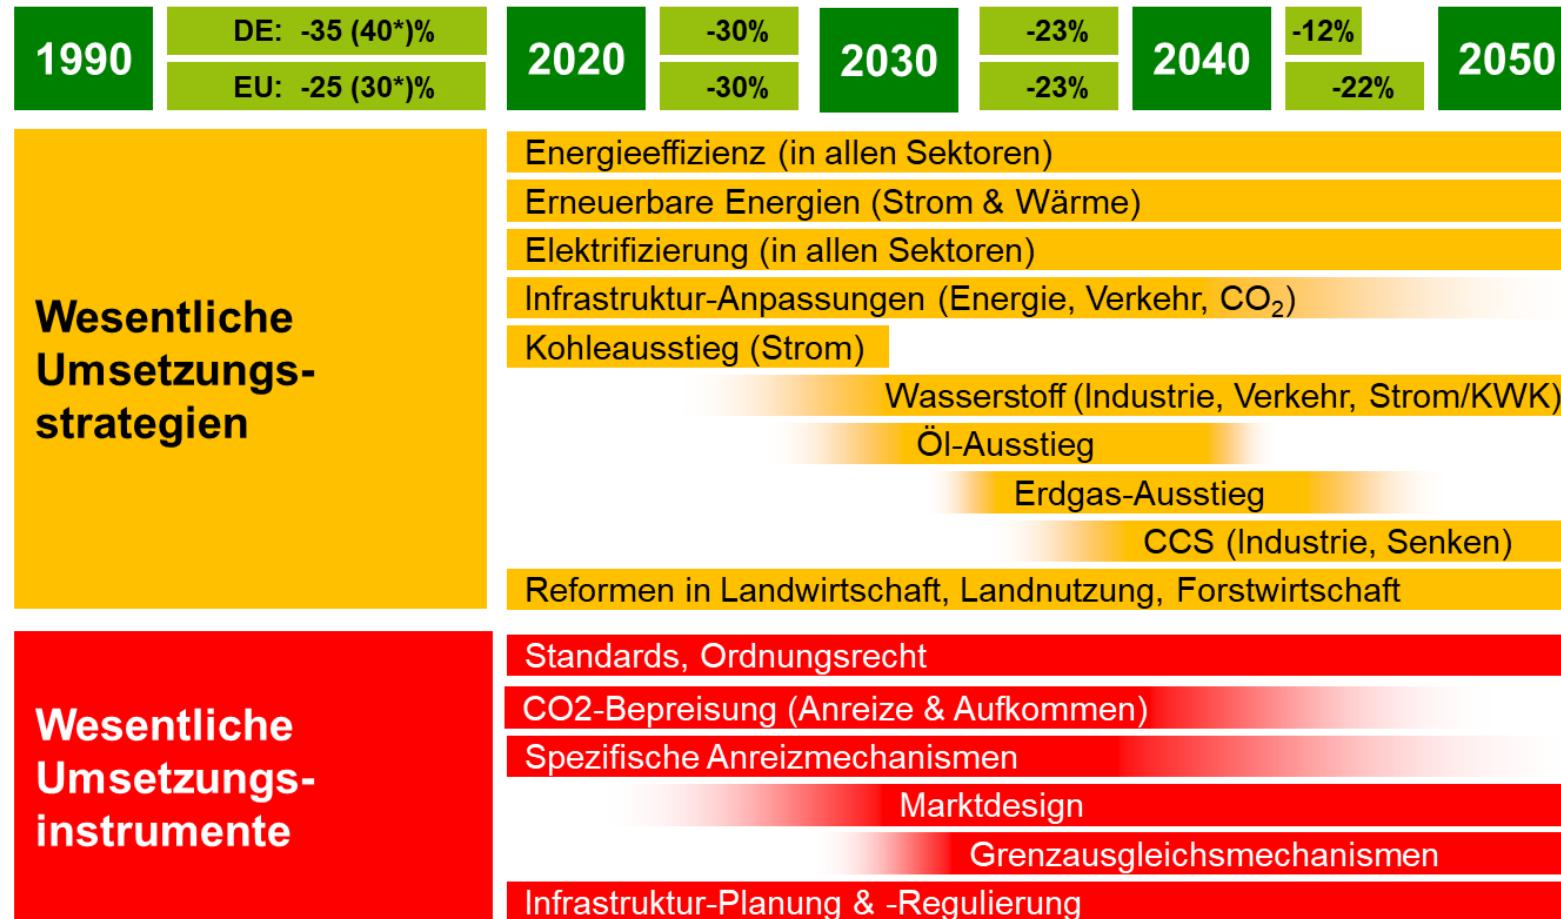 1990
DE: -35 (40*)%
EU: -25 (30*)%
2020
-30%
-30%
2030
-23%
-23%
2040
-12%
-22%
2050
Wesentliche
Umsetzungs-
strategien
Energieeffizienz (in allen Sektoren)
Erneuerbare Energien (Strom & Wärme)
Elektrifizierung (in allen Sektoren)
Infrastruktur-Anpassungen (Energie, Verkehr, CO₂)
Kohleausstieg (Strom)
Wasserstoff (Industrie, Verkehr, Strom/KWK)
Öl-Ausstieg
Erdgas-Ausstieg
CCS (Industrie, Senken)
Reformen in Landwirtschaft, Landnutzung, Forstwirtschaft
Wesentliche
Umsetzungs-
instrumente
Standards, Ordnungsrecht
CO2-Bepreisung (Anreize & Aufkommen)
Spezifische Anreizmechanismen
Marktdesign
Grenzausgleichsmechanismen
Infrastruktur-Planung & -Regulierung